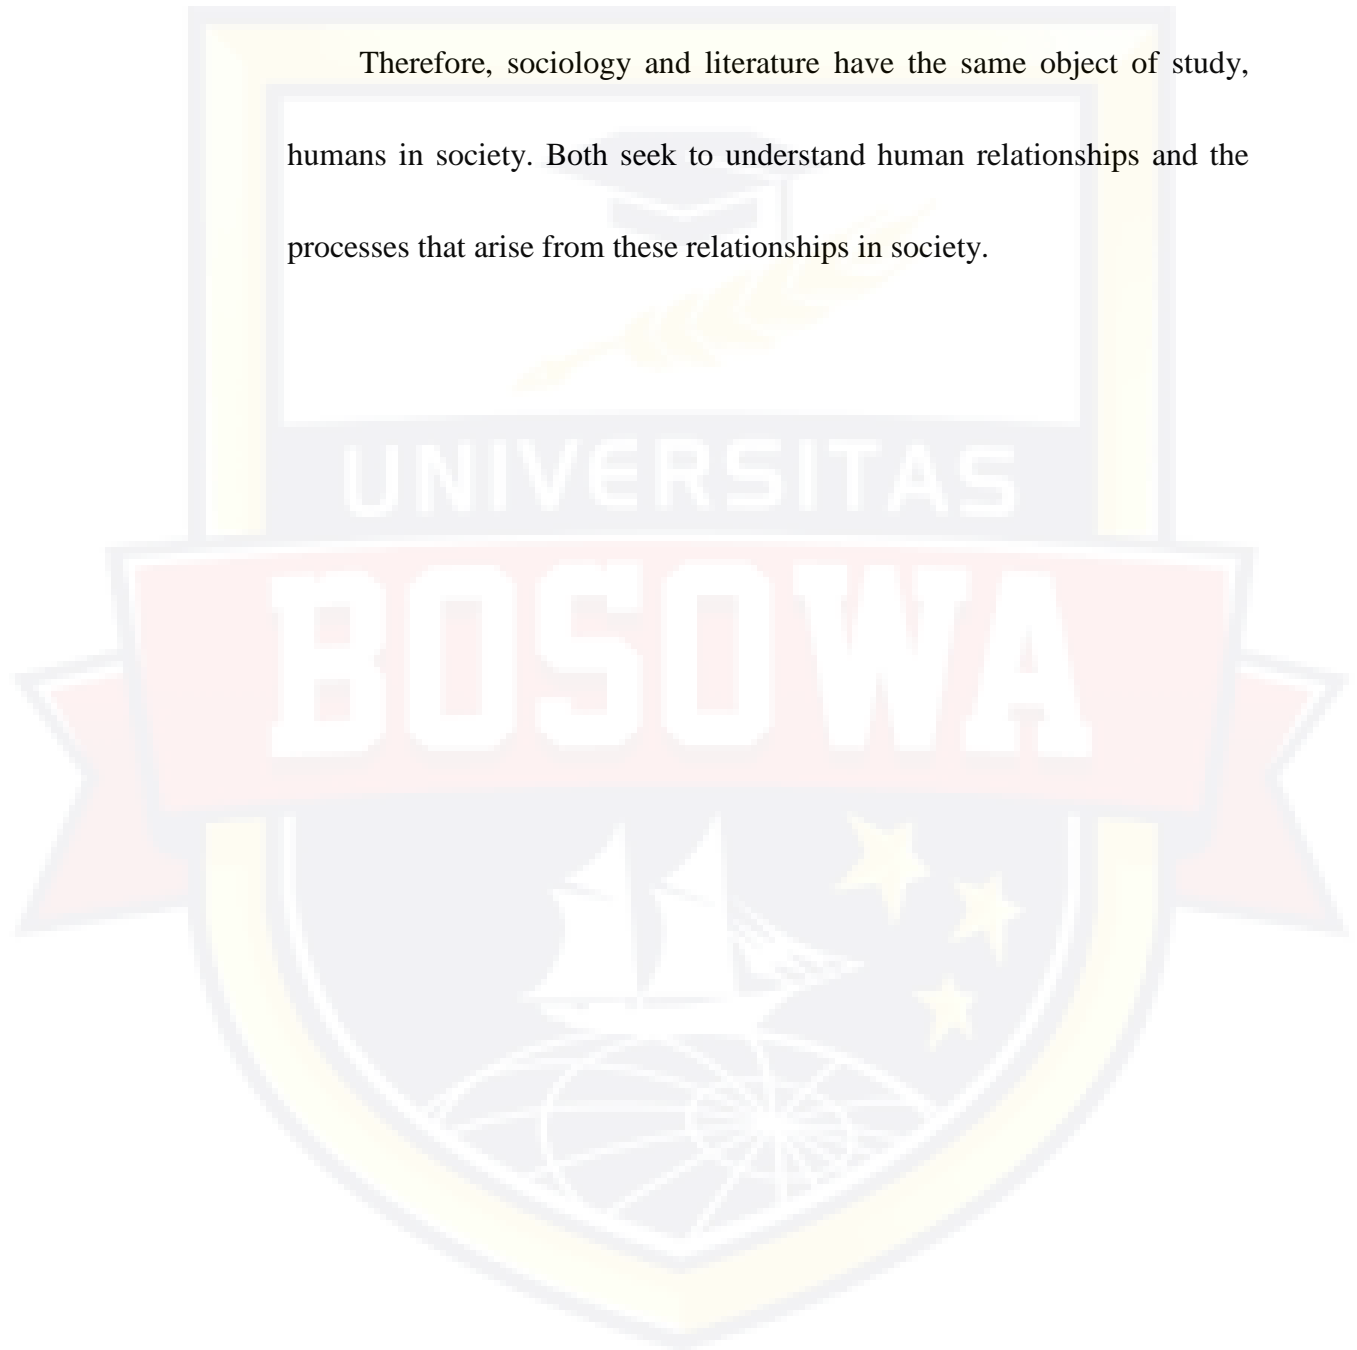 Therefore, sociology and literature have the same object of study,
humans in society. Both seek to understand human relationships and the
processes that arise from these relationships in society.
UNIVERSITAS
BOSOWA